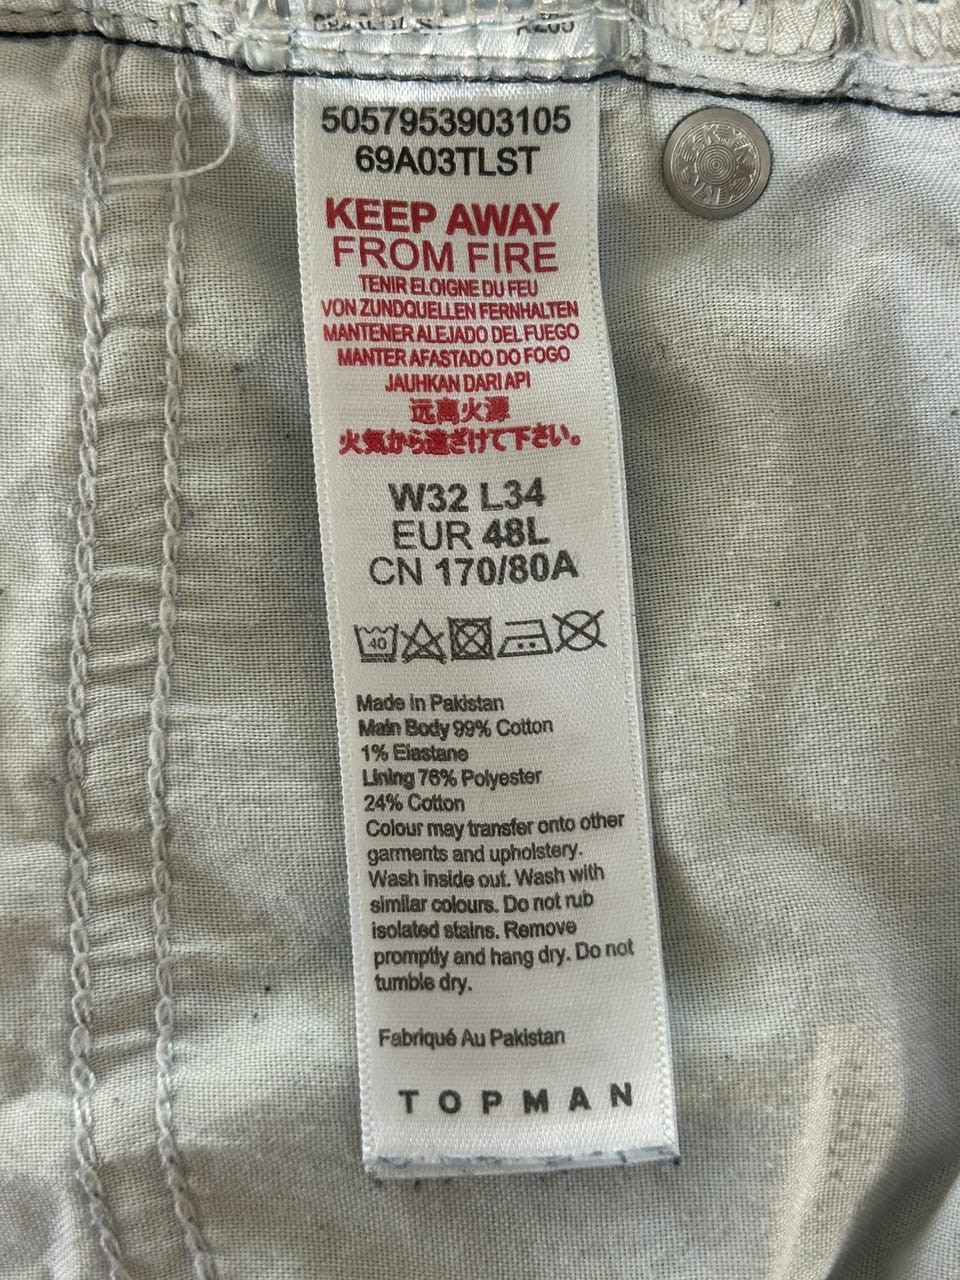 5057953903105
69A03TLST
KEEP AWAY
FROM FIRE
TENIR ELOIGNE DU FEU
VON ZUNDQUELLEN FERNHALTEN
MANTENER ALEJADO DEL FUEGO
MANTER AFASTADO DO FOGO
JAUHKAN DARI API
远离火源
火気から遠ざけて下さい。
W32 L34
EUR 48L
CN 170/80A
40
Made in Pakistan
Main Body 99% Cotton
1% Elastane
Lining 76% Polyester
24% Cotton
Colour may transfer onto other
garments and upholstery.
Wash inside out. Wash with
similar colours. Do not rub
isolated stains. Remove
promptly and hang dry. Do not
tumble dry.
Fabriqué Au Pakistan
TOPMAN